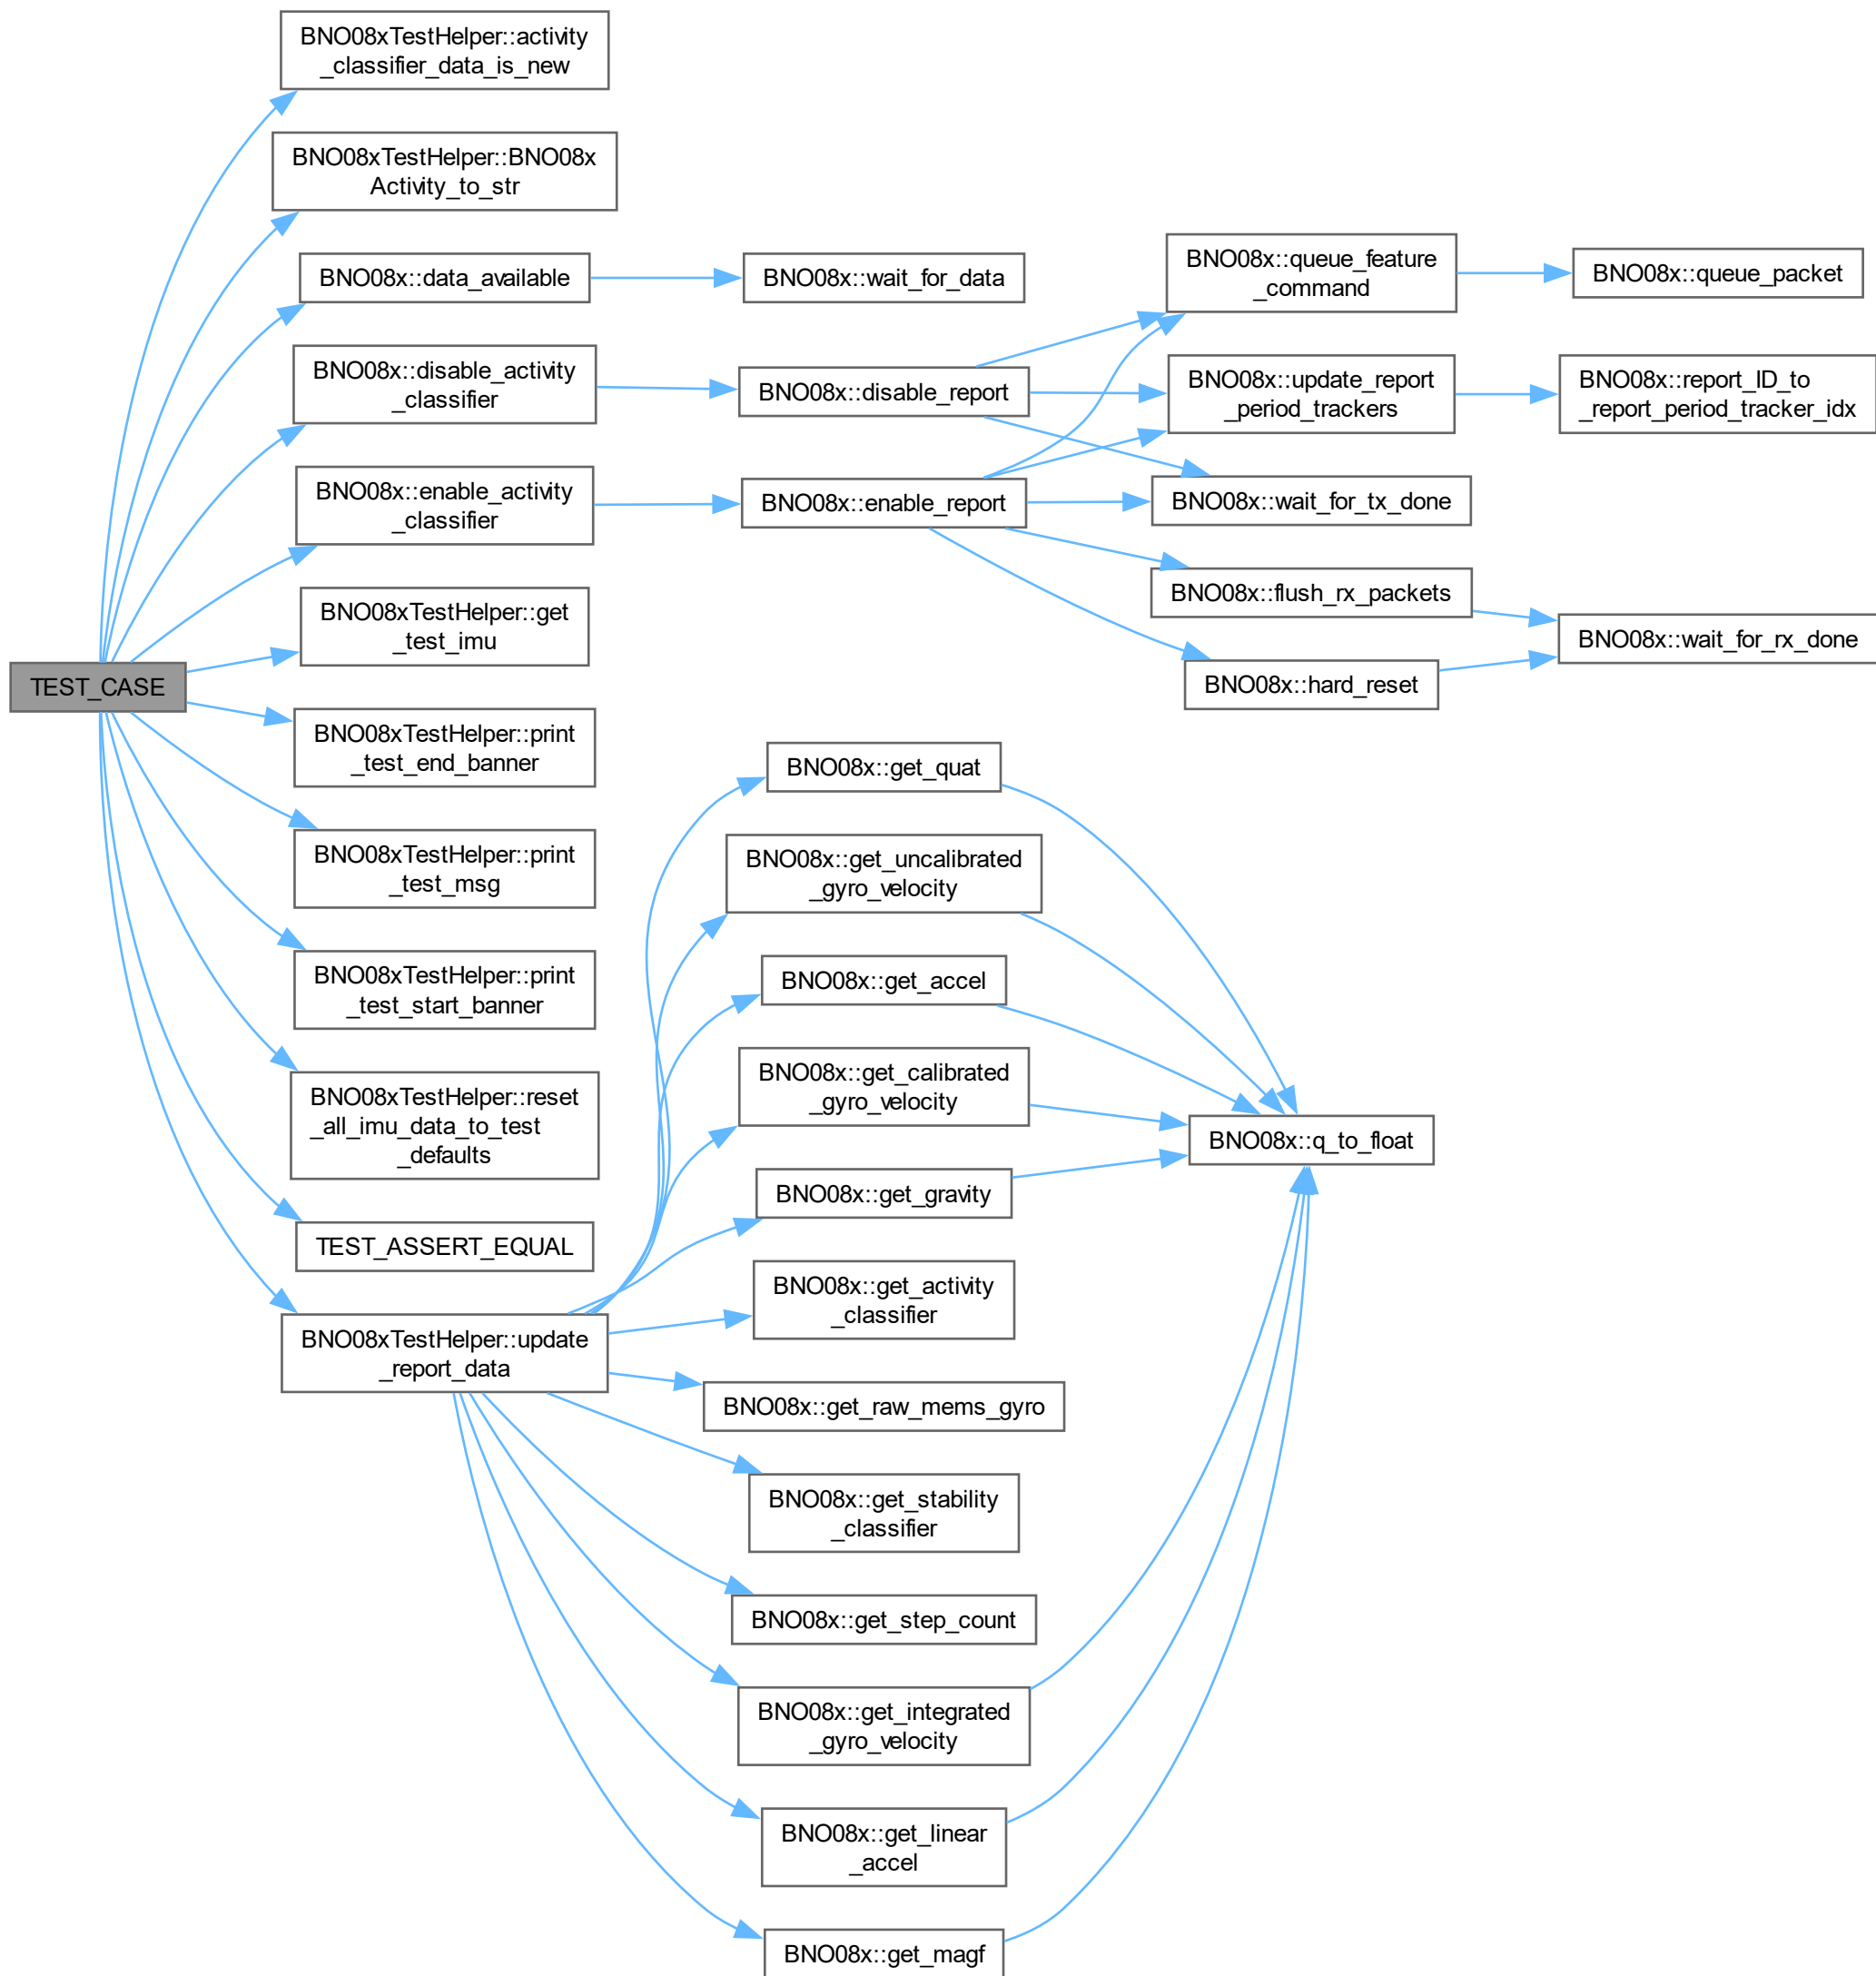 BNO08xTestHelper::activity
_classifier_data_is_new
BNO08xTestHelper::BNO08x
Activity_to_str
BNO08x::data_available
BNO08x::disable_activity
_classifier
BNO08x::enable_activity
_classifier
BNO08xTestHelper::get
_test_imu
TEST_CASE
BNO08xTestHelper::print
_test_end_banner
BNO08xTestHelper::print
_test_msg
BNO08xTestHelper::print
_test_start_banner
BNO08xTestHelper::reset
_all_imu_data_to_test
_defaults
TEST_ASSERT_EQUAL
BNO08xTestHelper::update
_report_data
BNO08x::wait_for_data
BNO08x::disable_report
BNO08x::enable_report
BNO08x::get_quat
BNO08x::get_uncalibrated
_gyro_velocity
BNO08x::get_accel
BNO08x::get_calibrated
_gyro_velocity
BNO08x::get_gravity
BNO08x::get_activity
_classifier
BNO08x::get_raw_mems_gyro
BNO08x::get_stability
_classifier
BNO08x::get_step_count
BNO08x::get_integrated
_gyro_velocity
BNO08x::get_linear
_accel
BNO08x::get_magf
BNO08x::queue_feature
_command
BNO08x::update_report
_period_trackers
BNO08x::wait_for_tx_done
BNO08x::flush_rx_packets
BNO08x::hard_reset
BNO08x::q_to_float
BNO08x::queue_packet
BNO08x::report_ID_to
_report_period_tracker_idx
BNO08x::wait_for_rx_done